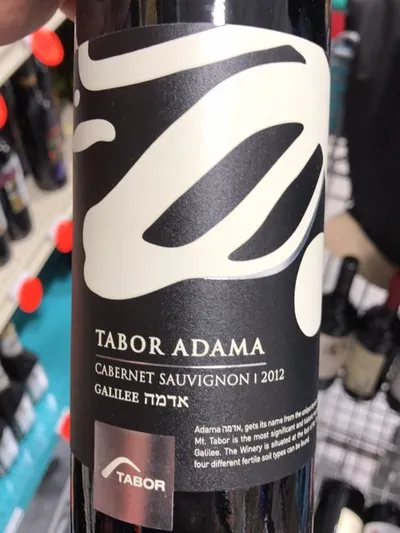 TABOR ADAMA
CABERNET SAUVIGNON | 2012
GALILEE אדמה
Adama אדמה, gets its name from the unique
Mt. Tabor is the most significant and
Galilee. The Winery is situated at the
four different fertile soil types can be found.
TABOR